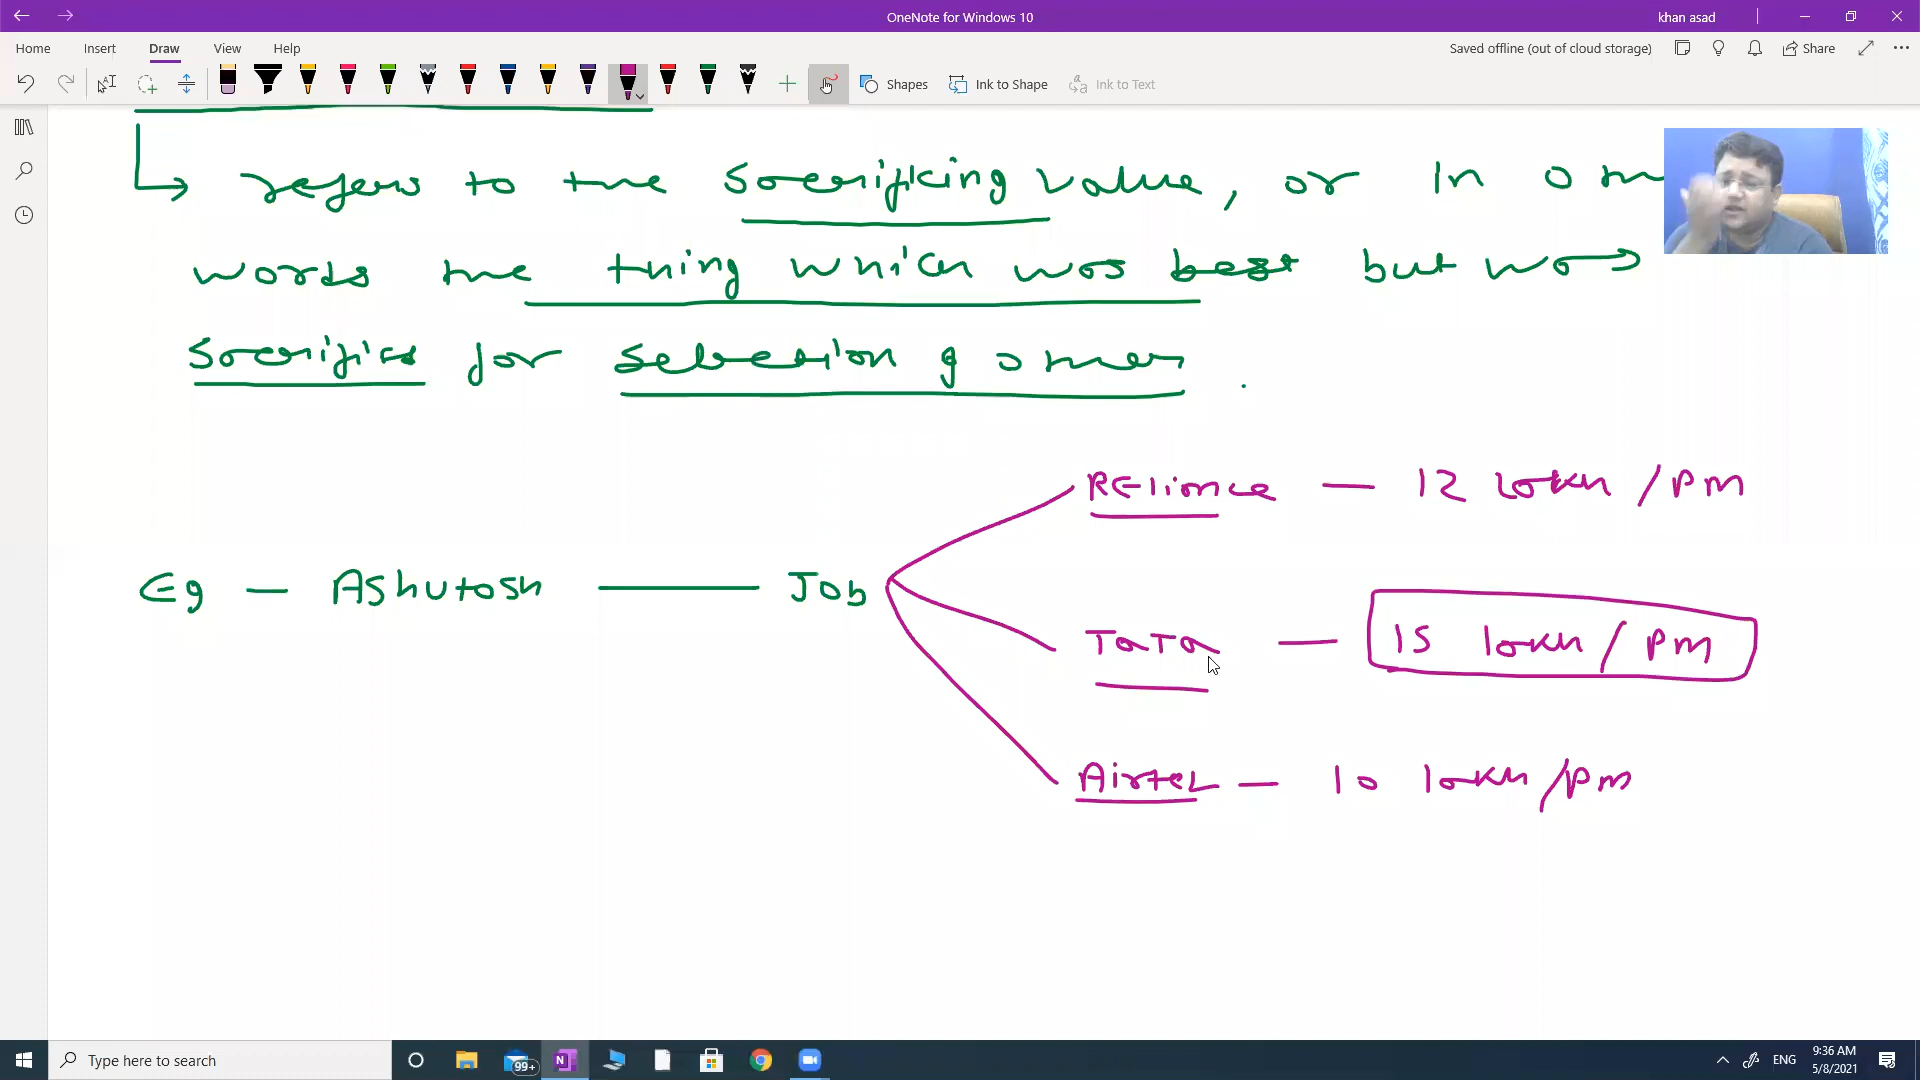 OneNote for Windows 10
khan asad
Home Insert Draw View Help
Saved offline (out of cloud storage)
Share
Shapes Ink to Shape Ink to Text
refers to the sacrificing value, or in
words the thing which was best but was
sacrifice for selection of other.
Reliance — 12 lakh /pm
Eg — Ashutosh — Job
TaTa — 15 lakh/pm
Airtel — 10 lakh/pm
Type here to search
99+
ENG
9:36 AM
5/8/2021